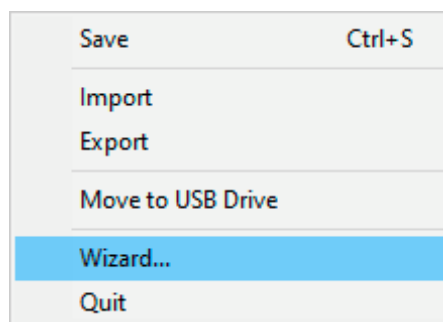 Save Ctrl+S
Import
Export
Move to USB Drive
Wizard...
Quit